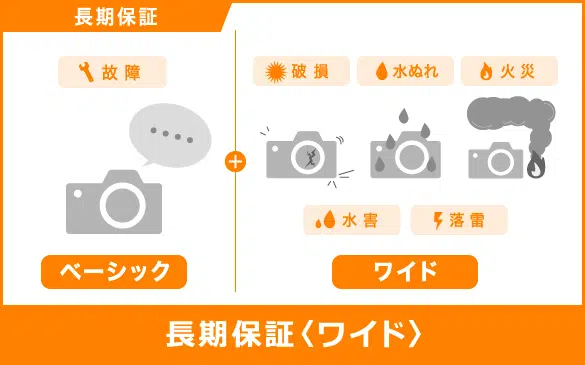 長期保証
故障
破損
水ぬれ
火災
水害
落雷
ベーシック
+
ワイド
長期保証〈ワイド〉